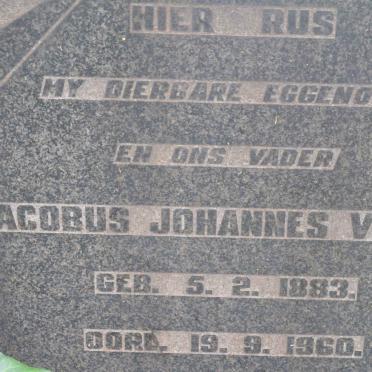 HIER RUS
MY DIERBARE EGGENO
EN ONS VADER
ACOBUS JOHANNES V
GEB. 5. 2. 1883.
OORL. 19. 9. 1960.